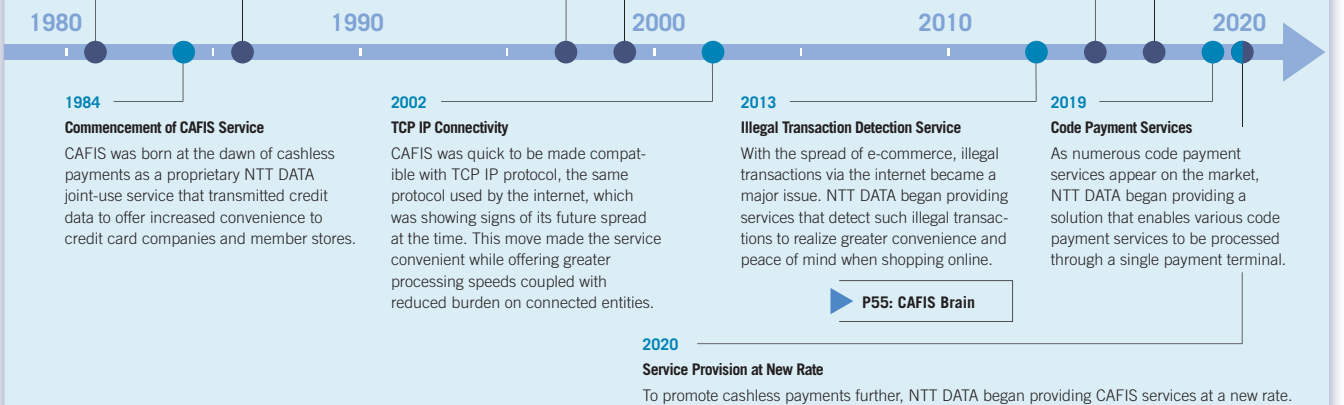 1980
1990
2000
2010
2020
1984
Commencement of CAFIS Service
CAFIS was born at the dawn of cashless
payments as a proprietary NTT DATA
joint-use service that transmitted credit
data to offer increased convenience to
credit card companies and member stores.
2002
TCP IP Connectivity
CAFIS was quick to be made compat-
ible with TCP IP protocol, the same
protocol used by the internet, which
was showing signs of its future spread
at the time. This move made the service
convenient while offering greater
processing speeds coupled with
reduced burden on connected entities.
2013
Illegal Transaction Detection Service
With the spread of e-commerce, illegal
transactions via the internet became a
major issue. NTT DATA began providing
services that detect such illegal transac-
tions to realize greater convenience and
peace of mind when shopping online.
P55: CAFIS Brain
2019
Code Payment Services
As numerous code payment
services appear on the market,
NTT DATA began providing a
solution that enables various code
payment services to be processed
through a single payment terminal.
2020
Service Provision at New Rate
To promote cashless payments further, NTT DATA began providing CAFIS services at a new rate.